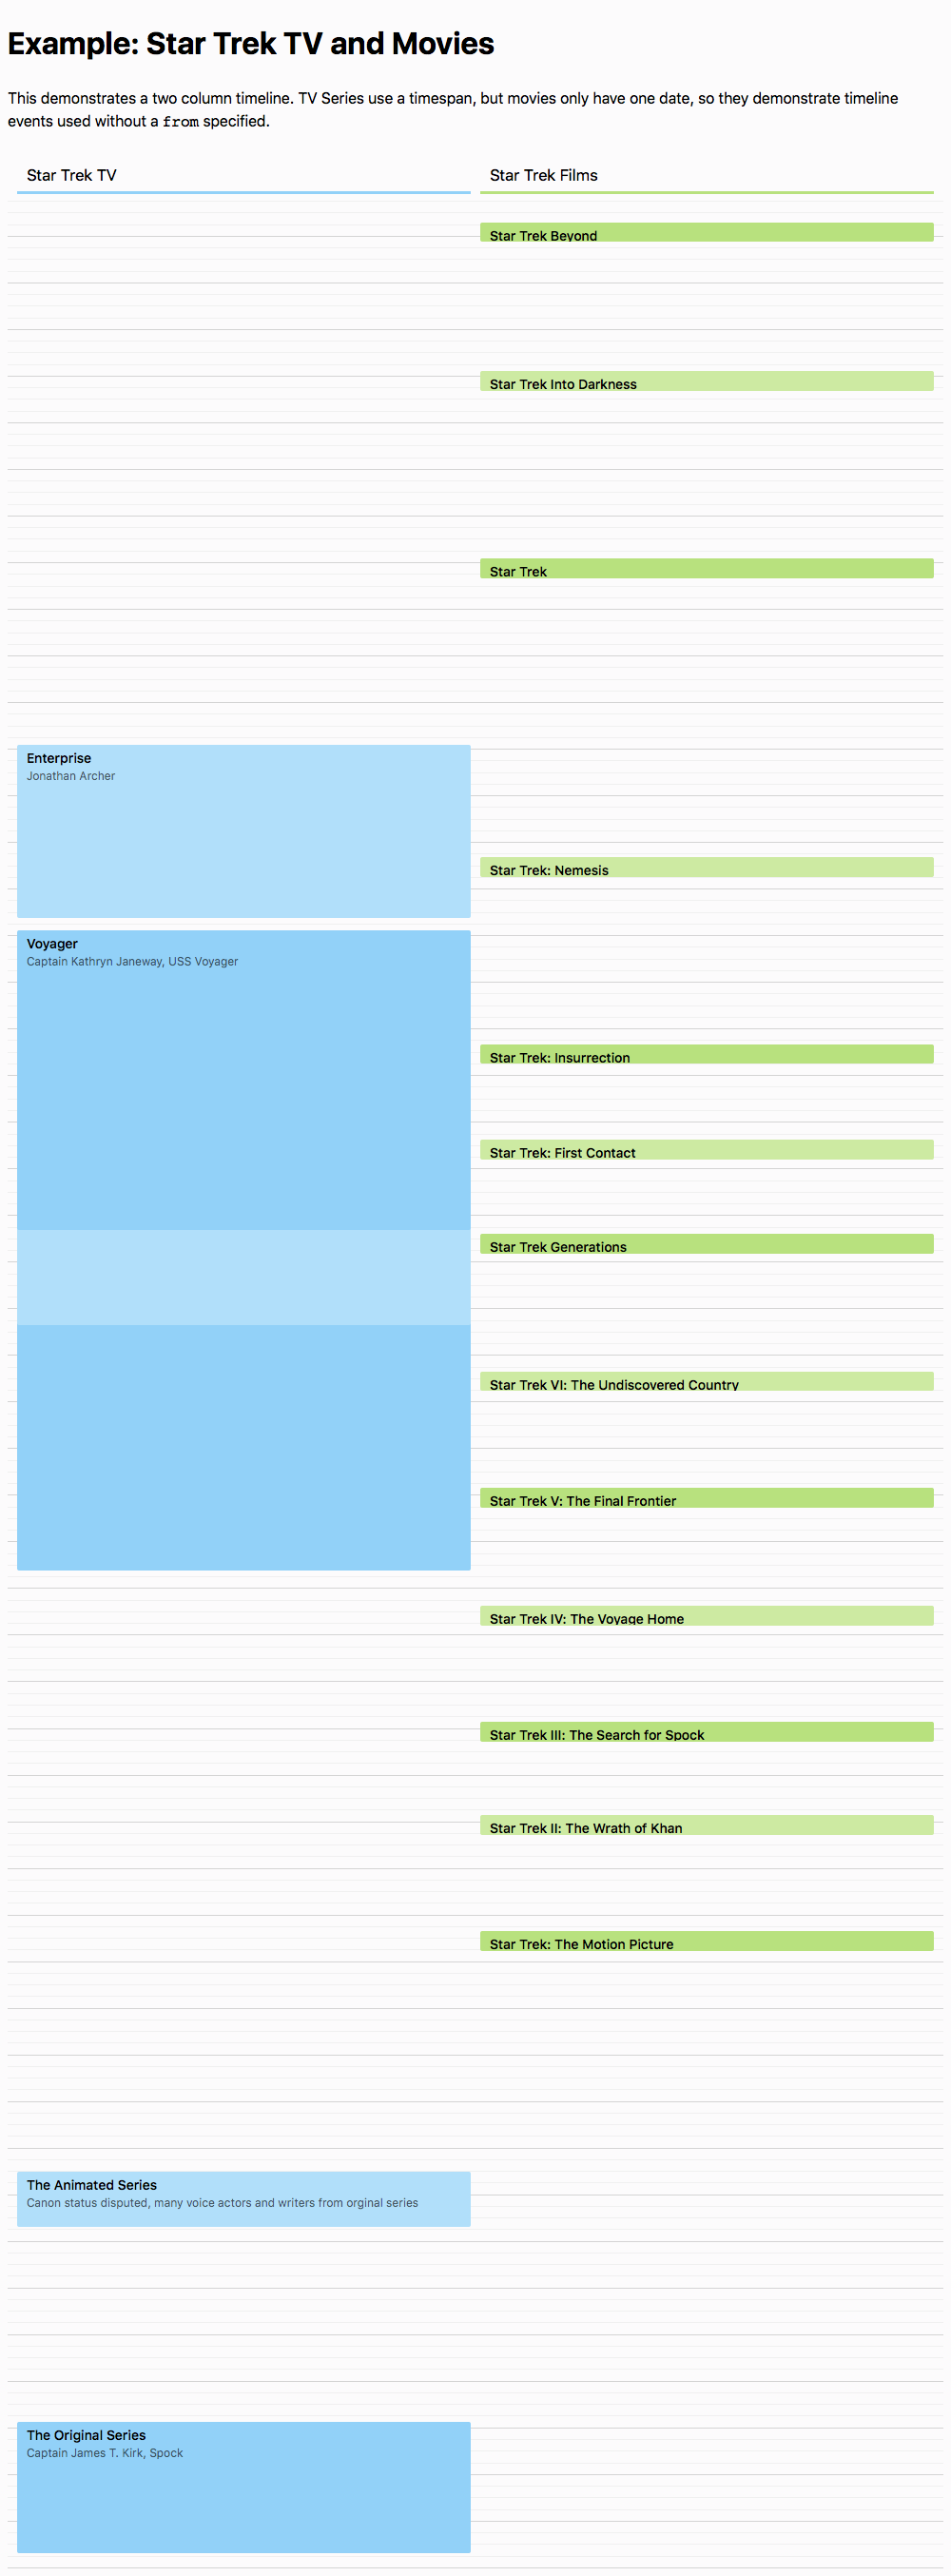 Example: Star Trek TV and Movies
This demonstrates a two column timeline. TV Series use a timespan, but movies only have one date, so they demonstrate timeline
events used without a from specified.
Star Trek TV
Star Trek Films
Star Trek Beyond
Star Trek Into Darkness
Star Trek
Enterprise
Jonathan Archer
Star Trek: Nemesis
Voyager
Captain Kathryn Janeway, USS Voyager
Star Trek: Insurrection
Star Trek: First Contact
Star Trek Generations
Star Trek VI: The Undiscovered Country
Star Trek V: The Final Frontier
Star Trek IV: The Voyage Home
Star Trek III: The Search for Spock
Star Trek II: The Wrath of Khan
Star Trek: The Motion Picture
The Animated Series
Canon status disputed, many voice actors and writers from orginal series
The Original Series
Captain James T. Kirk, Spock